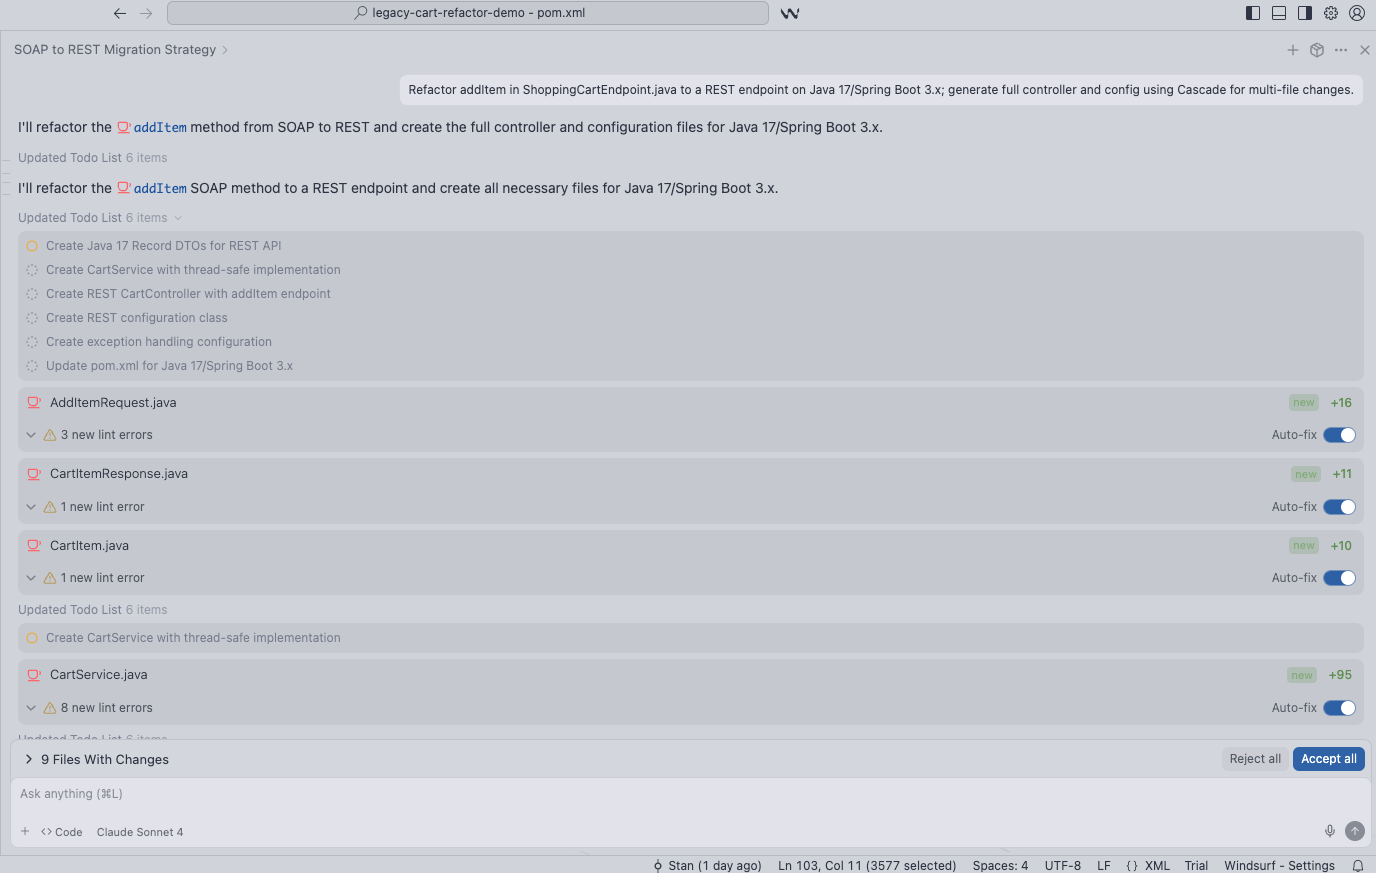 legacy-cart-refactor-demo - pom.xml
SOAP to REST Migration Strategy
Refactor addItem in ShoppingCartEndpoint.java to a REST endpoint on Java 17/Spring Boot 3.x; generate full controller and config using Cascade for multi-file changes.
I'll refactor the addItem method from SOAP to REST and create the full controller and configuration files for Java 17/Spring Boot 3.x.
Updated Todo List 6 items
I'll refactor the addItem SOAP method to a REST endpoint and create all necessary files for Java 17/Spring Boot 3.x.
Updated Todo List 6 items
Create Java 17 Record DTOs for REST API
Create CartService with thread-safe implementation
Create REST CartController with addItem endpoint
Create REST configuration class
Create exception handling configuration
Update pom.xml for Java 17/Spring Boot 3.x
AddItemRequest.java new +16
3 new lint errors Auto-fix
CartItemResponse.java new +11
1 new lint error Auto-fix
CartItem.java new +10
1 new lint error Auto-fix
Updated Todo List 6 items
Create CartService with thread-safe implementation
CartService.java new +95
8 new lint errors Auto-fix
Updated Todo List 6 items
9 Files With Changes Reject all Accept all
Ask anything (⌘L)
+ <> Code Claude Sonnet 4
Stan (1 day ago) Ln 103, Col 11 (3577 selected) Spaces: 4 UTF-8 LF {} XML Trial Windsurf - Settings